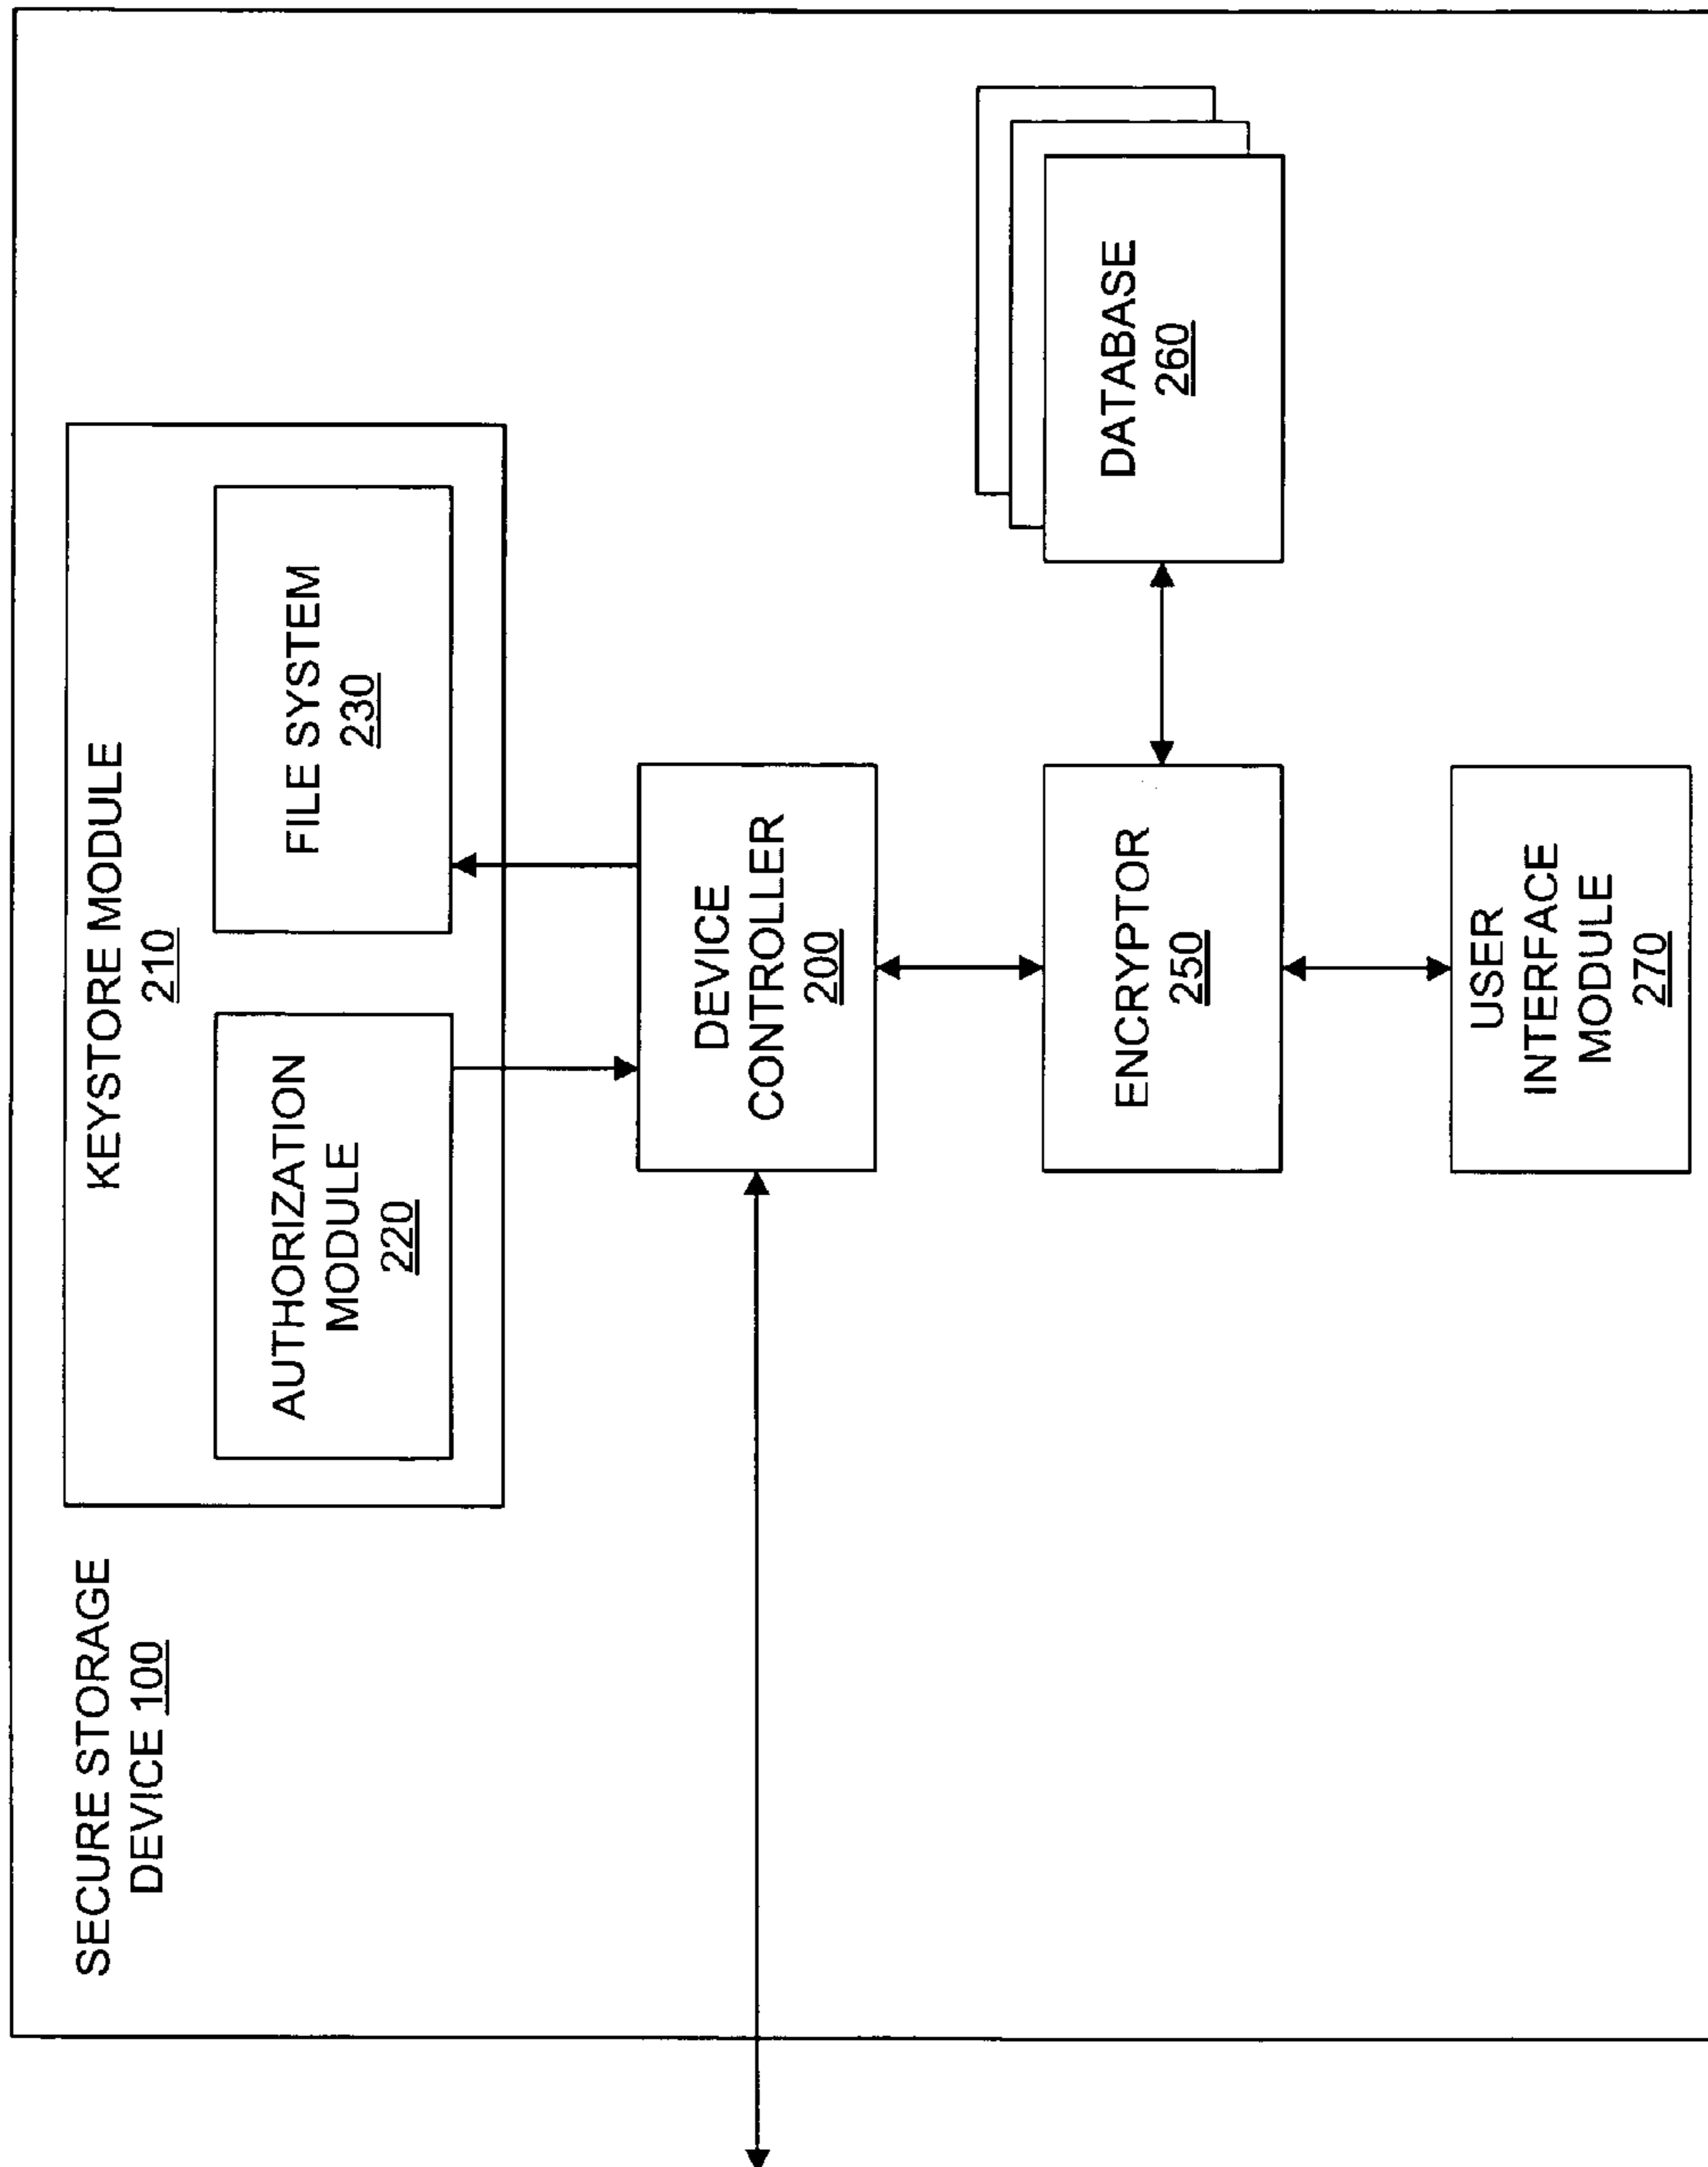 SECURE STORAGE
DEVICE 100
KEYSTORE MODULE
210
AUTHORIZATION
MODULE
220
FILE SYSTEM
230
DEVICE
CONTROLLER
200
ENCRYPTOR
250
DATABASE
260
USER
INTERFACE
MODULE
270